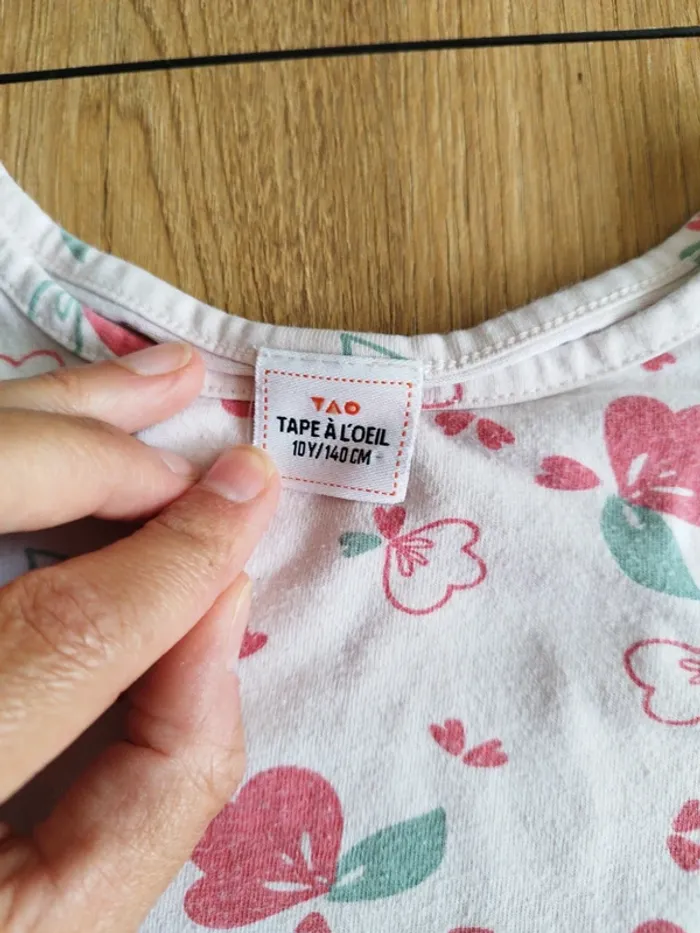 TAO
TAPE À L'OEIL
10Y/140CM